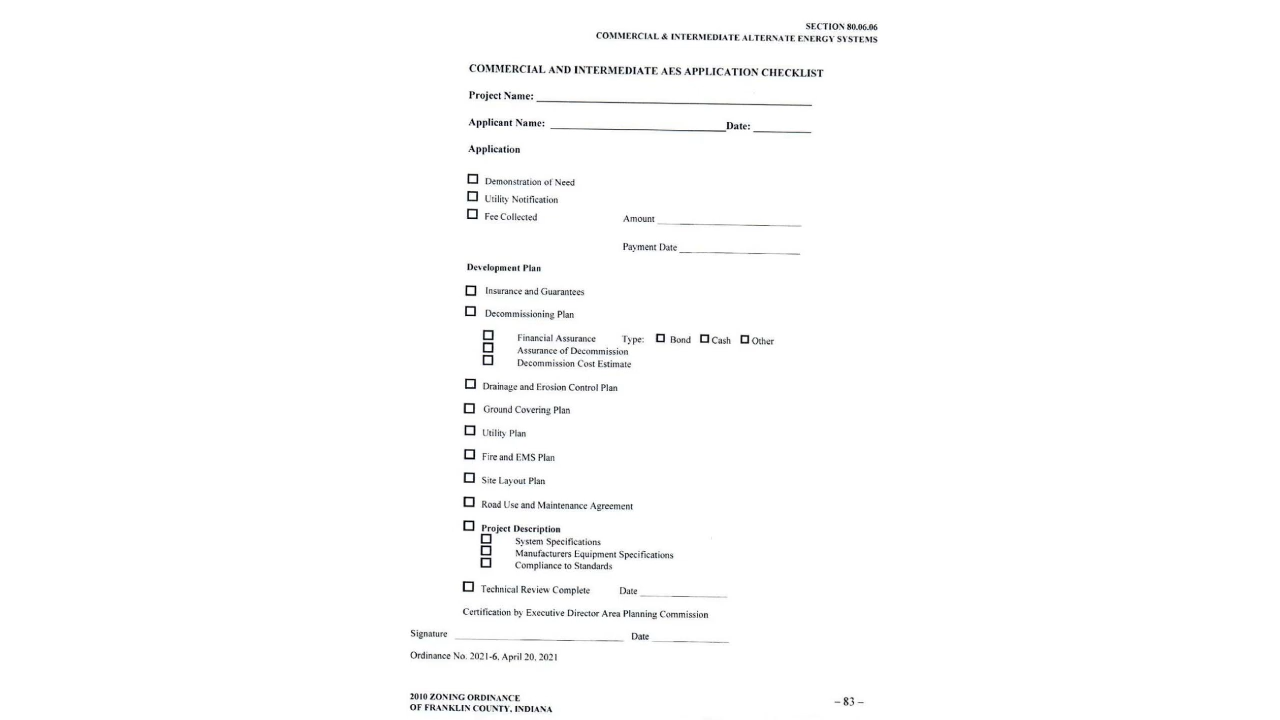 SECTION 80.06.06
COMMERCIAL & INTERMEDIATE ALTERNATE ENERGY SYSTEMS
COMMERCIAL AND INTERMEDIATE AES APPLICATION CHECKLIST
Project Name:
Applicant Name: Date:
Application
Demonstration of Need
Utility Notification
Fee Collected Amount
Payment Date
Development Plan
Insurance and Guarantees
Decommissioning Plan
Financial Assurance Type: Bond Cash Other
Assurance of Decommission
Decommission Cost Estimate
Drainage and Erosion Control Plan
Ground Covering Plan
Utility Plan
Fire and EMS Plan
Site Layout Plan
Road Use and Maintenance Agreement
Project Description
System Specifications
Manufacturers Equipment Specifications
Compliance to Standards
Technical Review Complete Date
Certification by Executive Director Area Planning Commission
Signature Date
Ordinance No. 2021-6, April 20, 2021
2010 ZONING ORDINANCE
OF FRANKLIN COUNTY, INDIANA
– 83 –